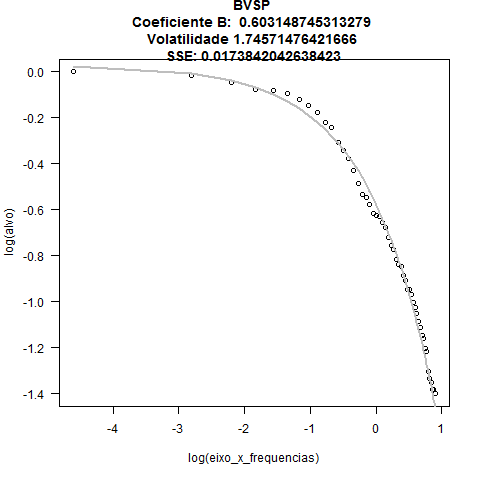 BVSP
Coeficiente B:  0.603148745313279
Volatilidade 1.74571476421666
SSE: 0.0173842042638423
0.0
-0.2
-0.4
-0.6
-0.8
-1.0
-1.2
-1.4
log(alvo)
-4
-3
-2
-1
0
1
log(eixo_x_frequencias)